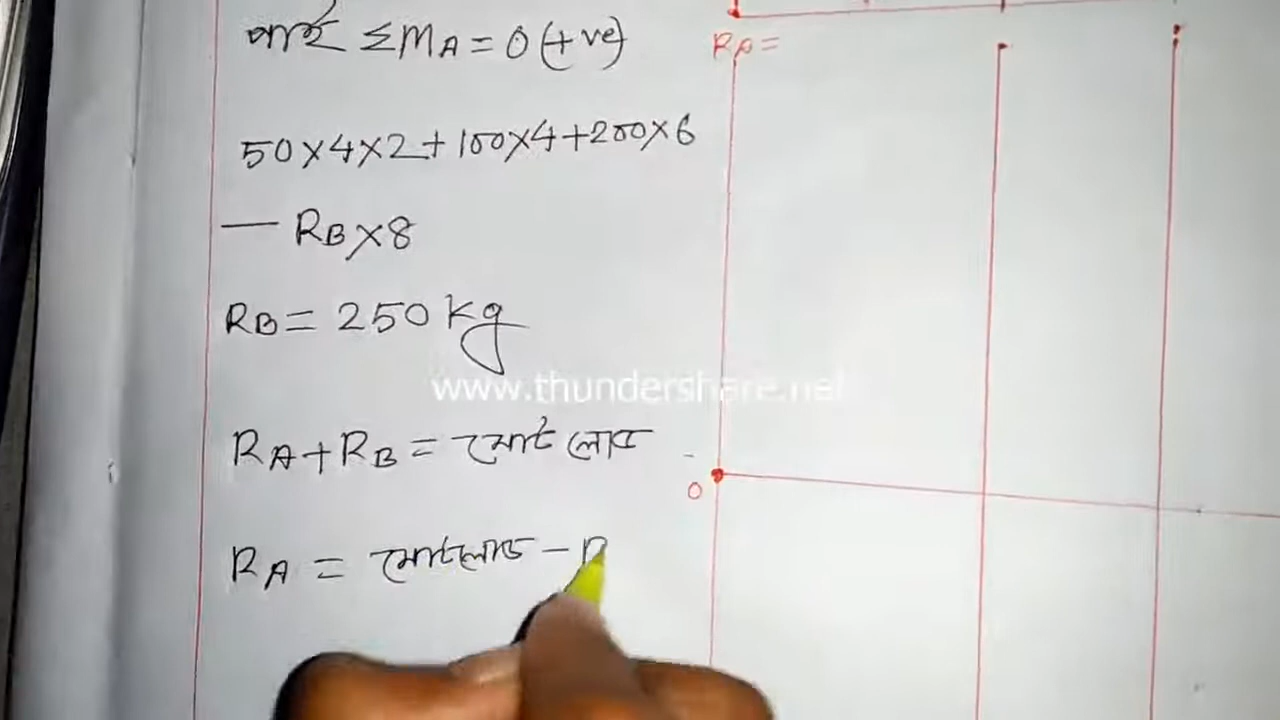 ধরি ΣMA = 0 (+ve)
RA =
50×4×2+100×4+200×6
— RB×8
RB = 250 kg
www.thundershare.net
RA+RB = মোট লোড
0
RA = মোটলোড – R